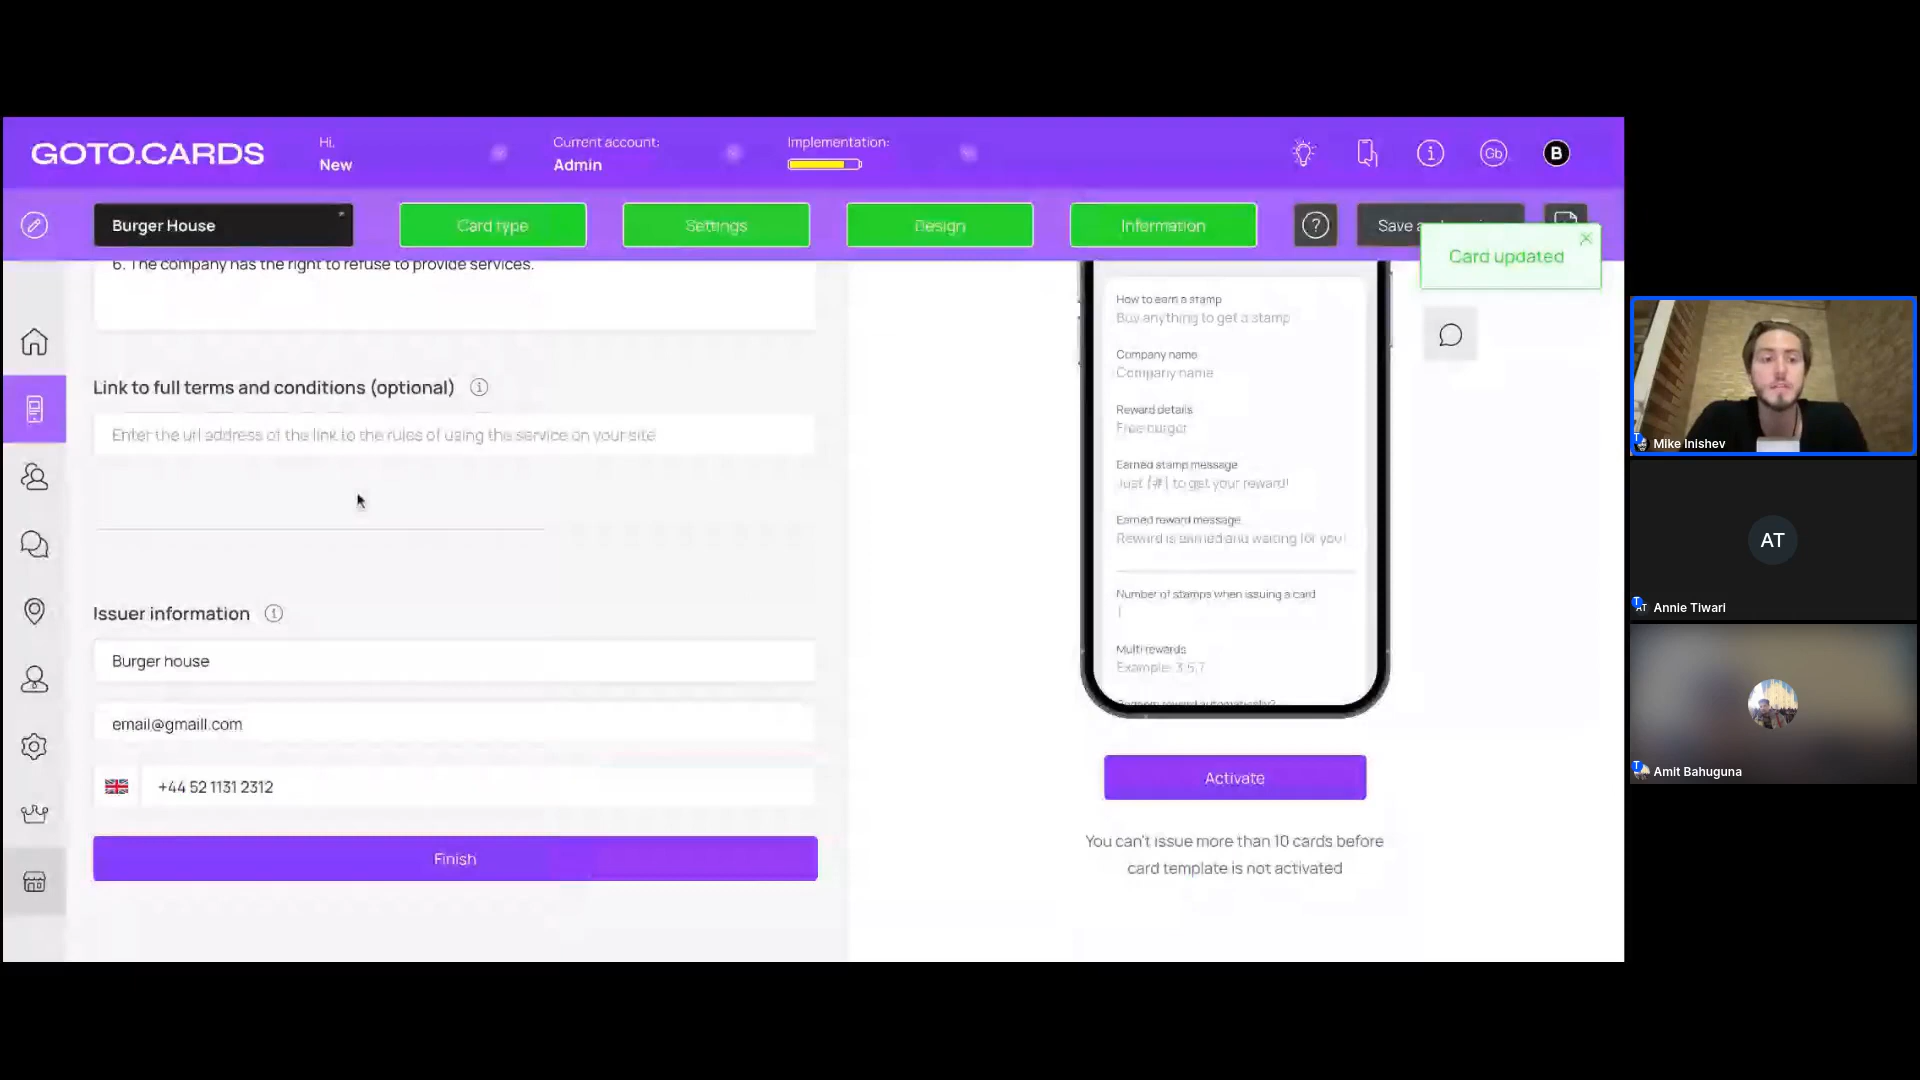 GOTO.CARDS
Hi,
New
Current account:
Admin
Implementation:
Gb
B
Burger House
Card type
Settings
Design
Information
?
Save a
Card updated
6. The company has the right to refuse to provide services.
Link to full terms and conditions (optional)
Enter the url address of the link to the rules of using the service on your site
Issuer information
Burger house
email@gmaill.com
+44 52 1131 2312
Finish
How to earn a stamp
Buy anything to get a stamp
Company name
Company name
Reward details
Free burger
Earned stamp message
Just {#} to get your reward!
Earned reward message
Reward is earned and waiting for you!
Number of stamps when issuing a card
Multi rewards
Example: 3,5,7
Redeem reward automatically?
Activate
You can't issue more than 10 cards before
card template is not activated
Mike Inishev
AT
Annie Tiwari
Amit Bahuguna